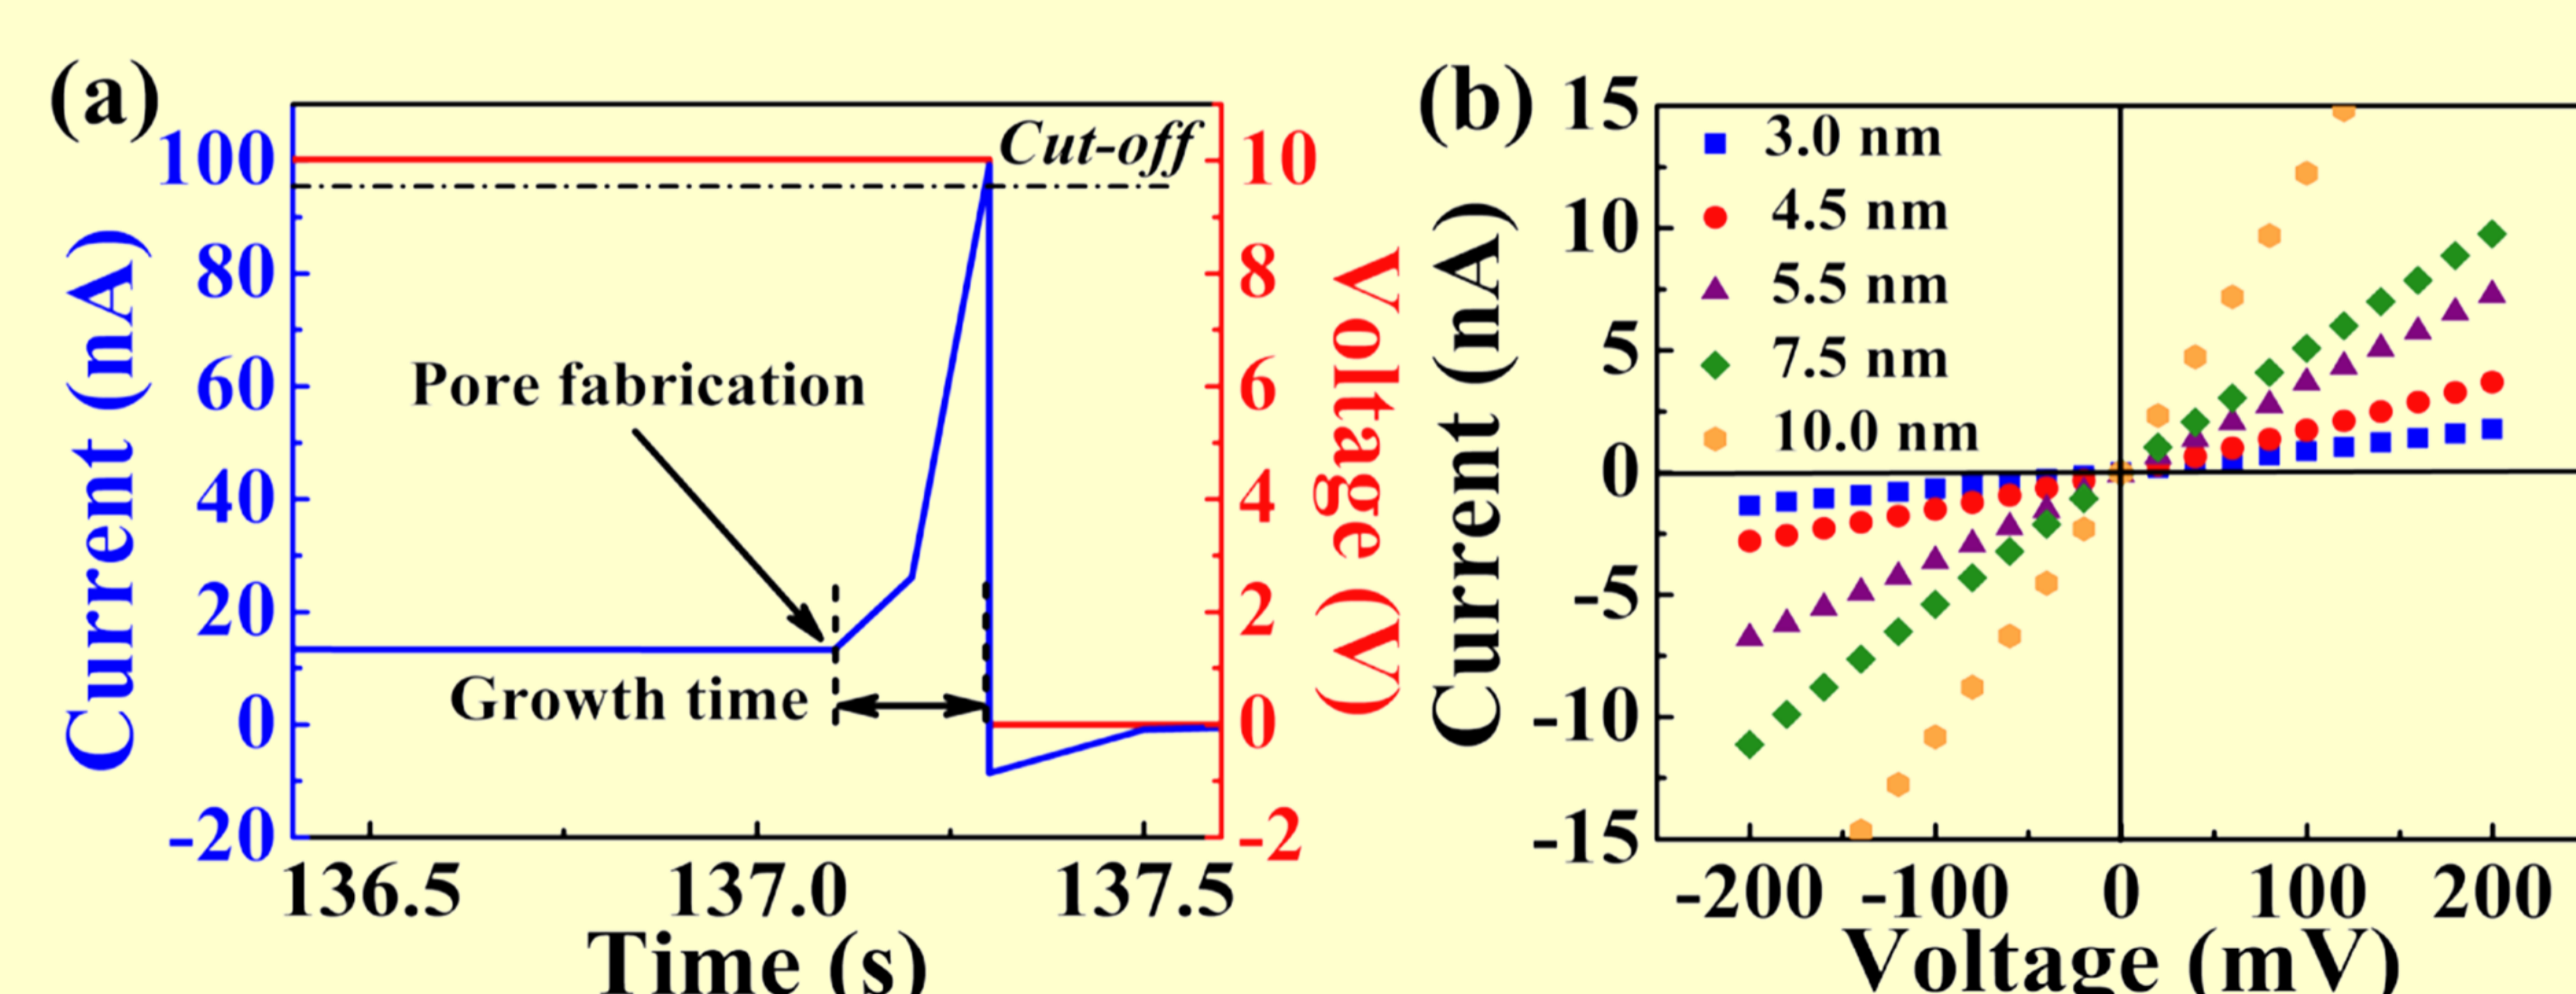 (a)
100
80
60
40
20
0
-20
Current (nA)
Cut-off
Pore fabrication
Growth time
10
8
6
4
2
0
-2
Voltage (V)
136.5 137.0 137.5
Time (s)
(b)
15
10
5
0
-5
-10
-15
Current (nA)
3.0 nm
4.5 nm
5.5 nm
7.5 nm
10.0 nm
-200 -100 0 100 200
Voltage (mV)